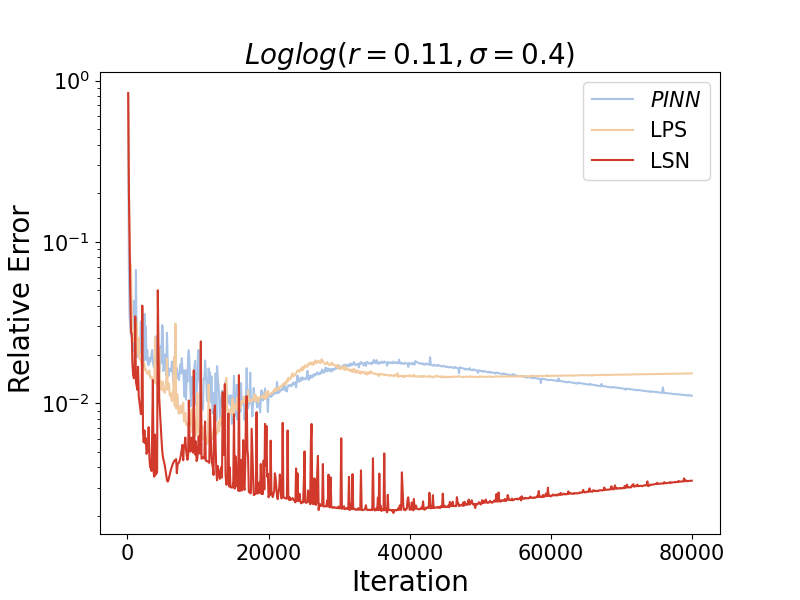 Loglog(r = 0.11, σ = 0.4)
PINN
LPS
LSN
Relative Error
10⁰
10⁻¹
10⁻²
0 20000 40000 60000 80000
Iteration